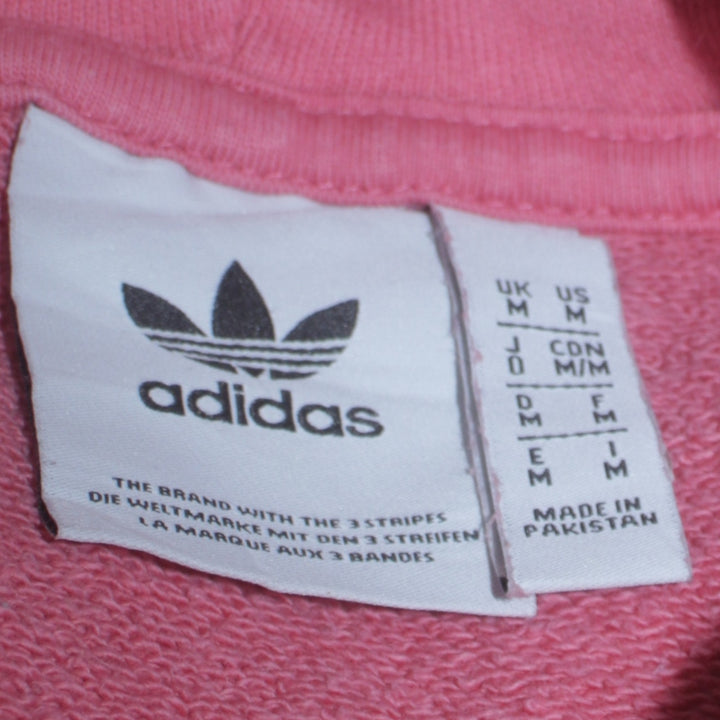 adidas
THE BRAND WITH THE 3 STRIPES
DIE WELTMARKE MIT DEN 3 STREIFEN
LA MARQUE AUX 3 BANDES
UK US
M M
J CDN
O M/M
D F
M M
E I
M M
MADE IN
PAKISTAN